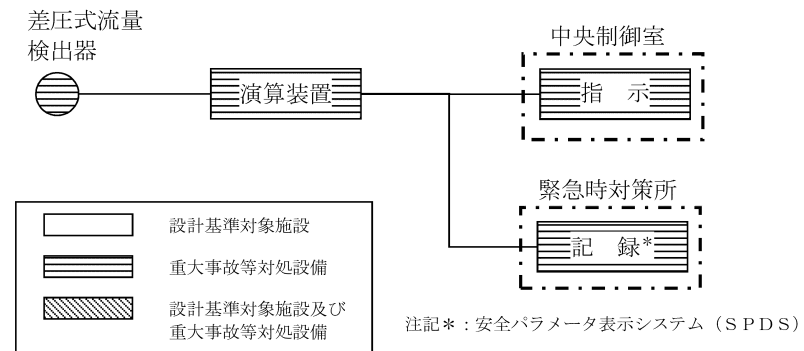 差圧式流量
検出器
演算装置
中央制御室
指　示
緊急時対策所
記　録*
設計基準対象施設
重大事故等対処設備
設計基準対象施設及び
重大事故等対処設備
注記＊：安全パラメータ表示システム（ＳＰＤＳ）